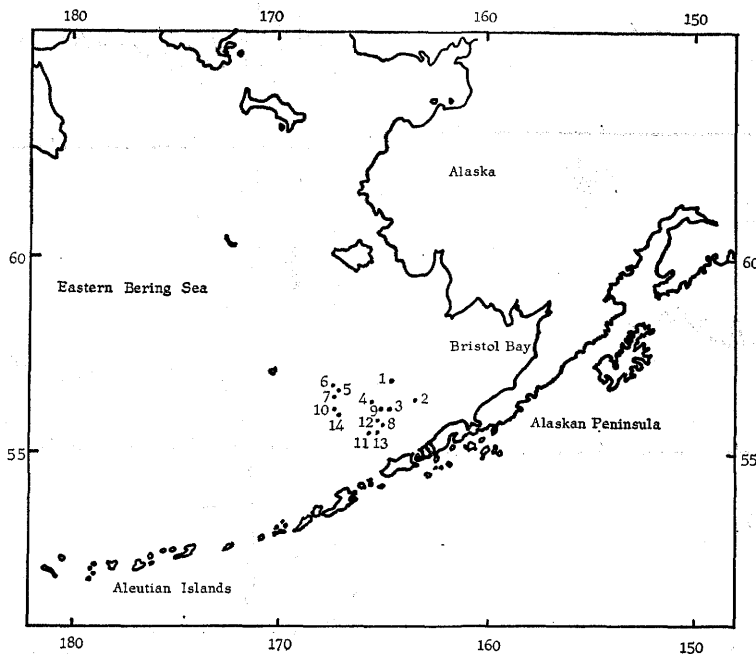 180 170 160 150
Alaska
60 60
Eastern Bering Sea
Bristol Bay
6 5 1
7 4 2
10 9 3
14 12 8
Alaskan Peninsula
11 13
55 55
Aleutian Islands
180 170 160 150